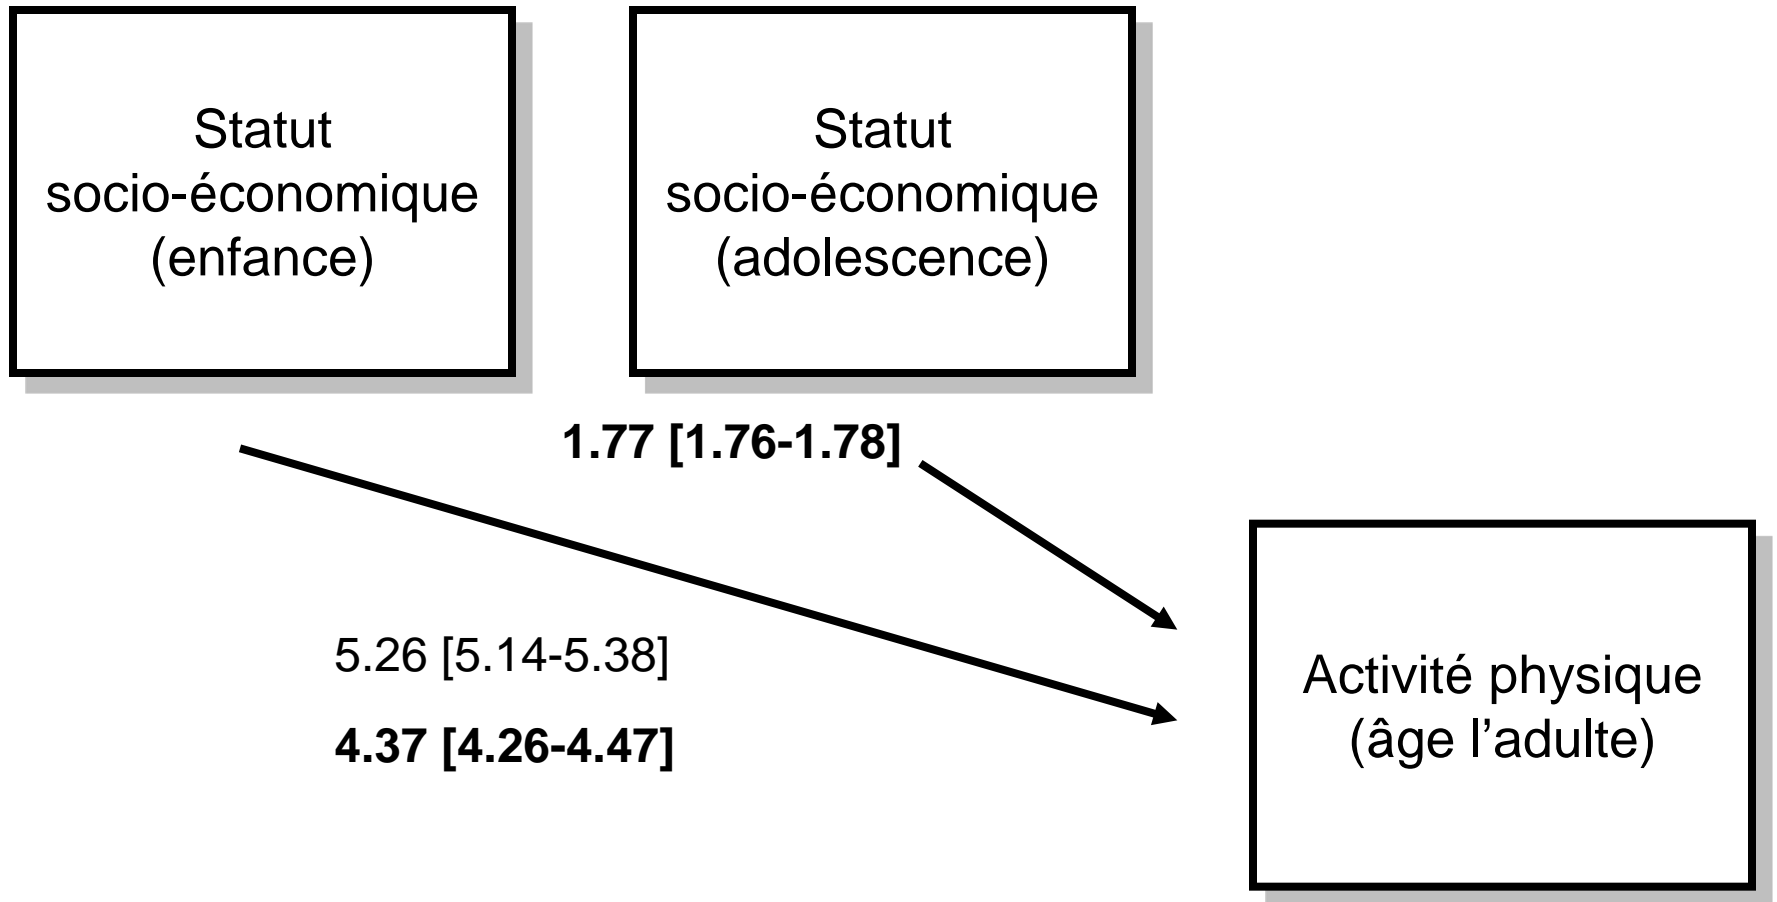 Statut
socio-économique
(enfance)
Statut
socio-économique
(adolescence)
1.77 [1.76-1.78]
5.26 [5.14-5.38]
4.37 [4.26-4.47]
Activité physique
(âge l’adulte)